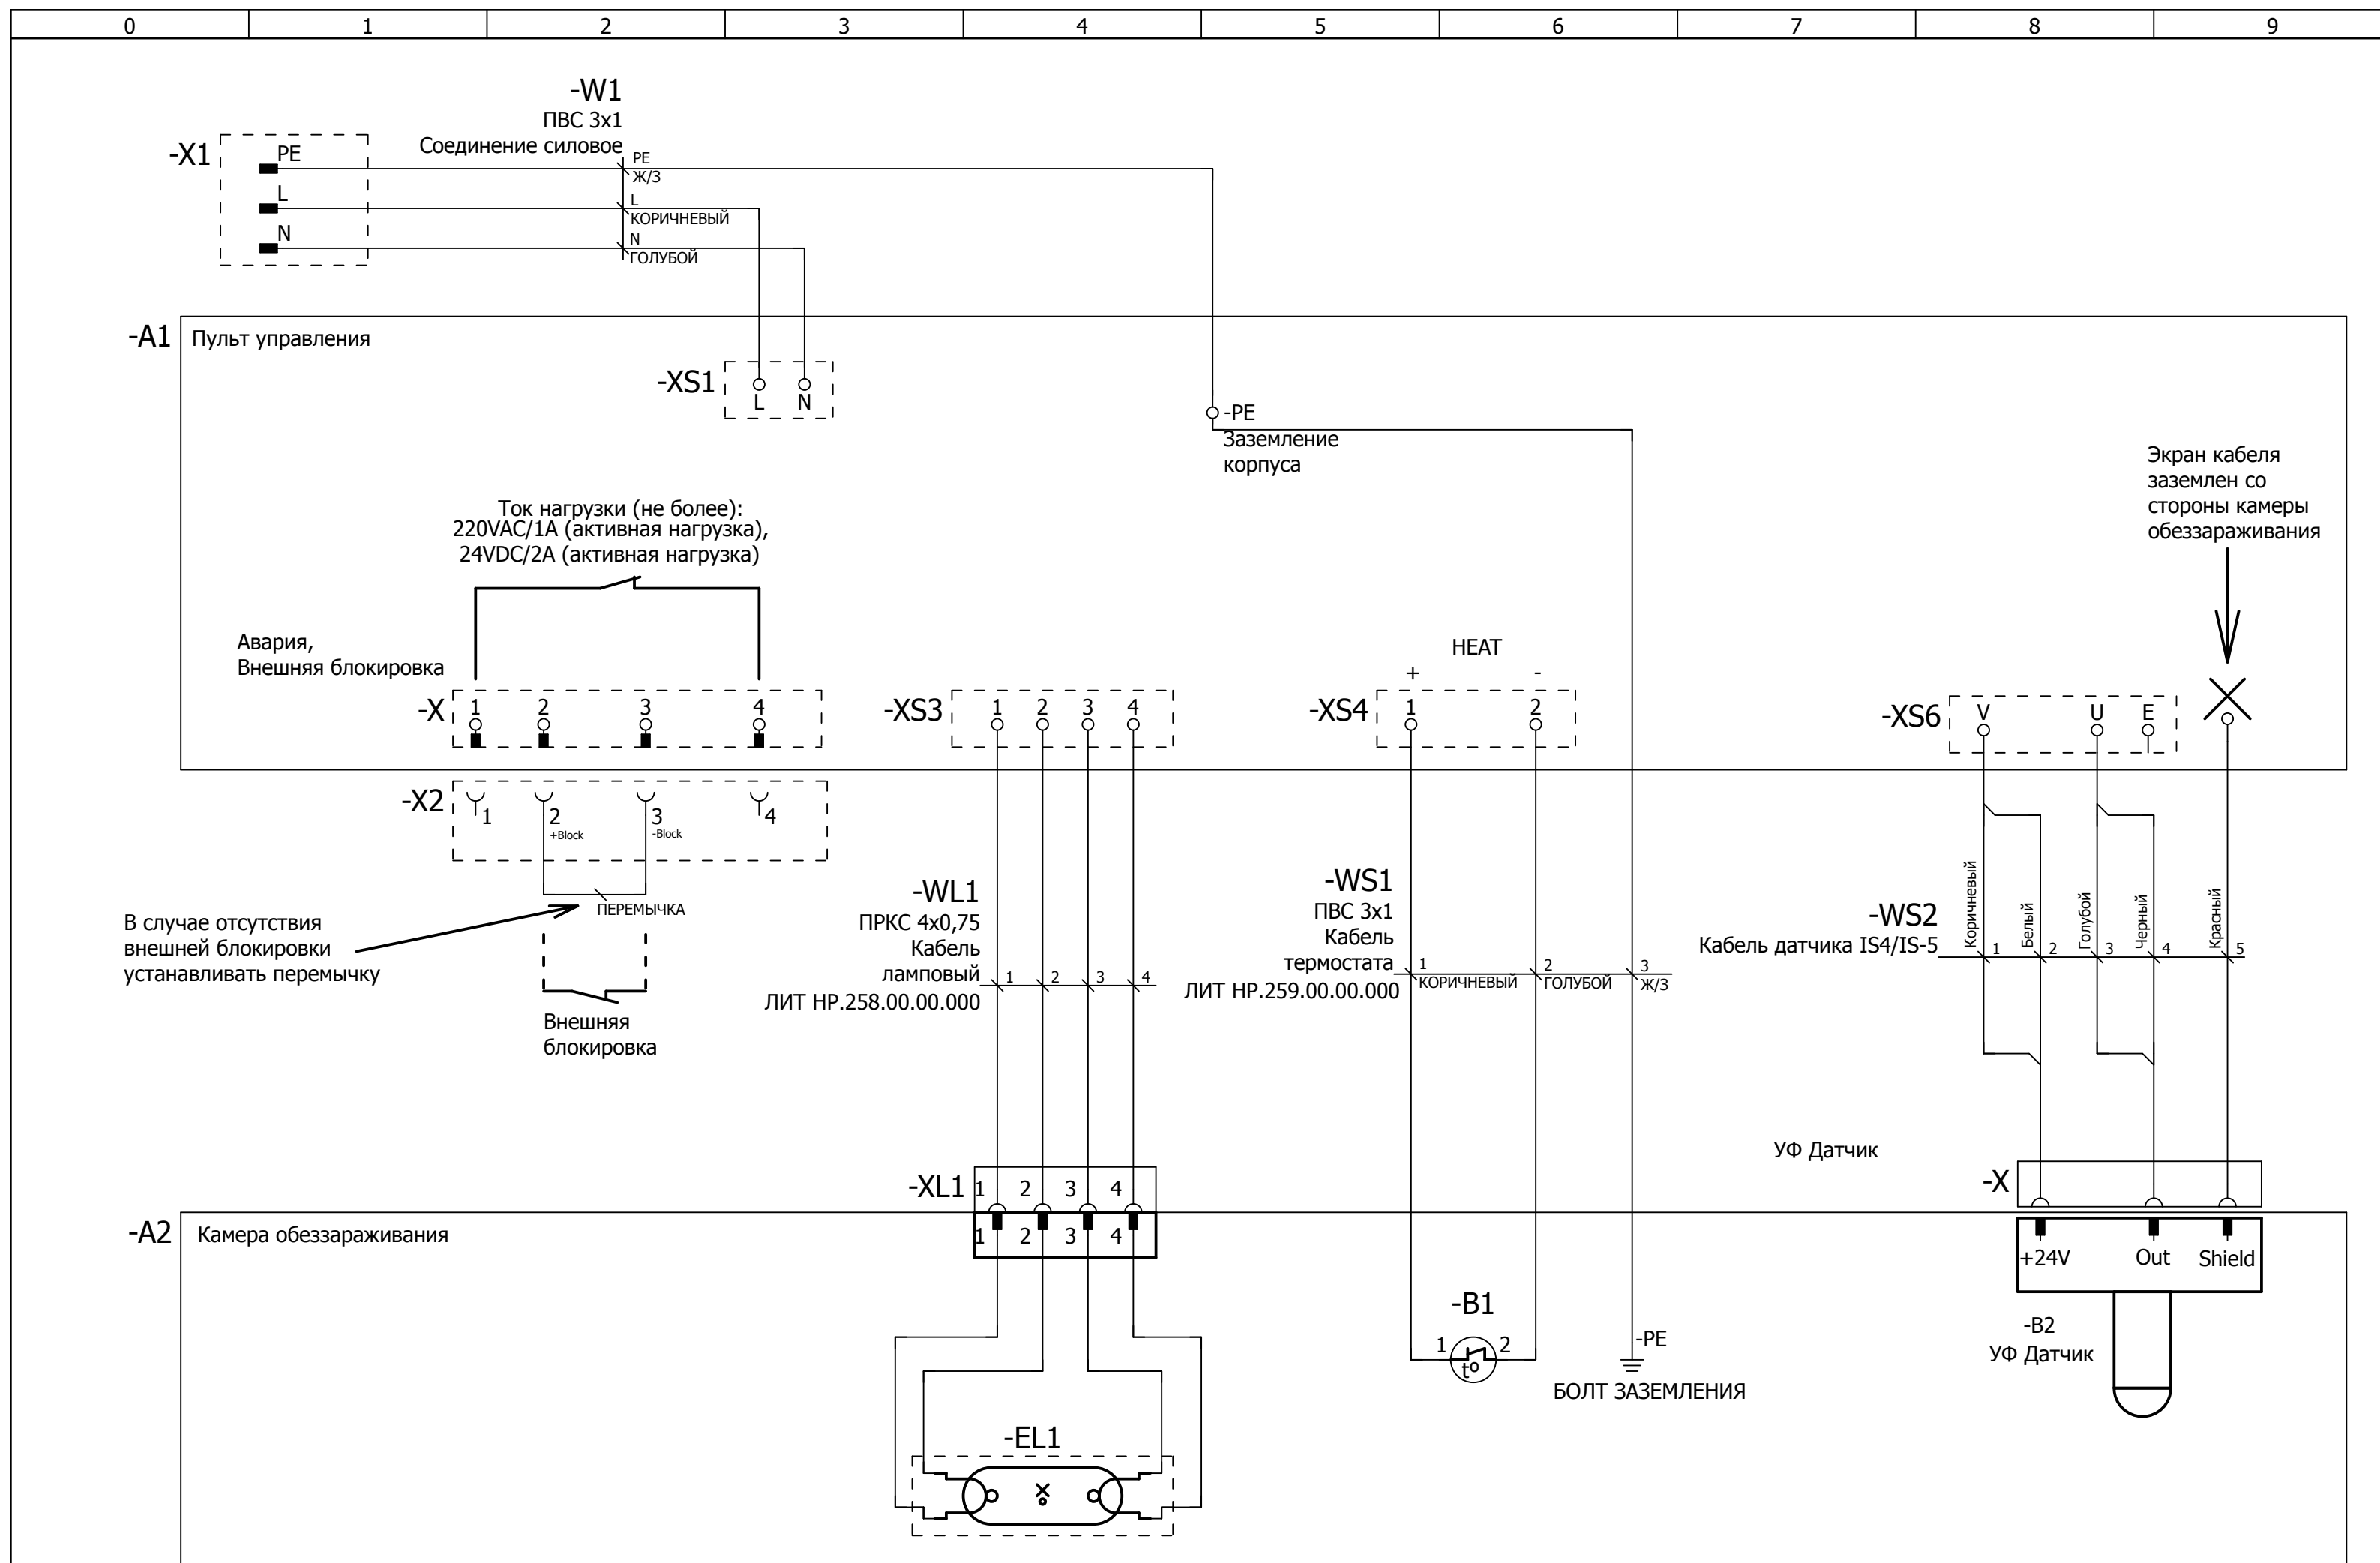 0 1 2 3 4 5 6 7 8 9
-W1
ПВС 3х1
Соединение силовое
-X1
PE
L
N
PE
Ж/З
L
КОРИЧНЕВЫЙ
N
ГОЛУБОЙ
-A1
Пульт управления
-XS1
L N
-PE
Заземление
корпуса
Экран кабеля
заземлен со
стороны камеры
обеззараживания
Ток нагрузки (не более):
220VAC/1A (активная нагрузка),
24VDC/2A (активная нагрузка)
Авария,
Внешняя блокировка
-X
1 2 3 4
-XS3
1 2 3 4
HEAT
+ -
-XS4
1 2
-XS6
V U E
-X2
1 2 3 4
+Block -Block
ПЕРЕМЫЧКА
В случае отсутствия
внешней блокировки
устанавливать перемычку
Внешняя
блокировка
-WL1
ПРКС 4х0,75
Кабель
ламповый
ЛИТ НР.258.00.00.000
1 2 3 4
-WS1
ПВС 3х1
Кабель
термостата
ЛИТ НР.259.00.00.000
1
КОРИЧНЕВЫЙ
2
ГОЛУБОЙ
3
Ж/З
-WS2
Кабель датчика IS4/IS-5
Коричневый
1
Белый
2
Голубой
3
Черный
4
Красный
5
УФ Датчик
-XL1
1 2 3 4
1 2 3 4
-X
-A2
Камера обеззараживания
+24V Out Shield
-B1
1 2
t°
-PE
БОЛТ ЗАЗЕМЛЕНИЯ
-B2
УФ Датчик
-EL1